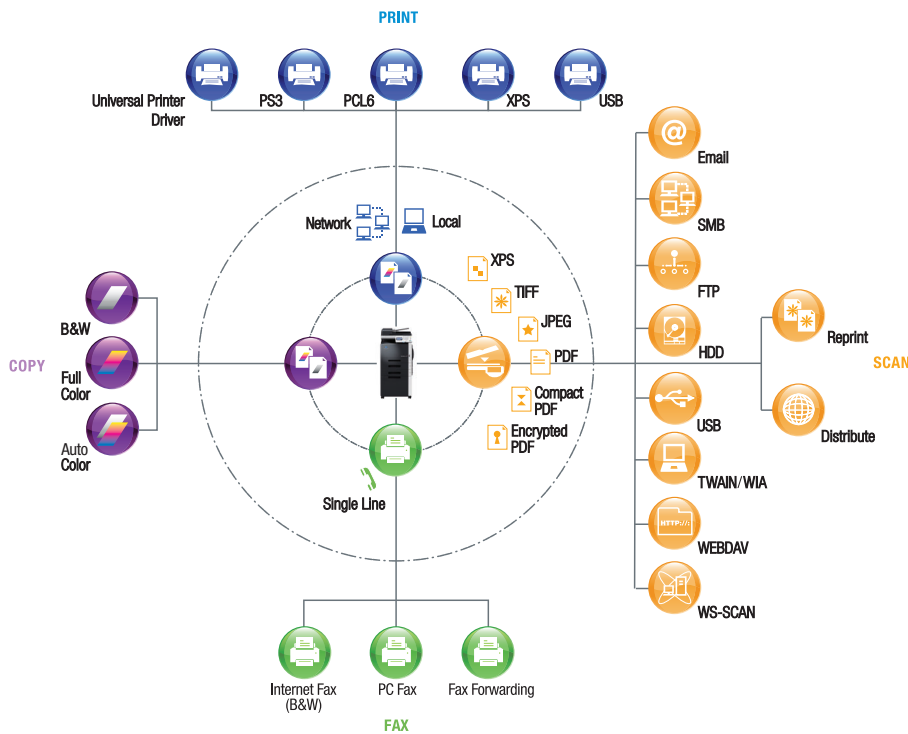 PRINT
Universal Printer
Driver
PS3
PCL6
XPS
USB
Network
Local
XPS
TIFF
JPEG
PDF
Compact
PDF
Encrypted
PDF
COPY
B&W
Full
Color
Auto
Color
Single Line
@
Email
SMB
FTP
HDD
USB
TWAIN/WIA
HTTP://
WEBDAV
WS-SCAN
Reprint
Distribute
SCAN
Internet Fax
(B&W)
PC Fax
Fax Forwarding
FAX